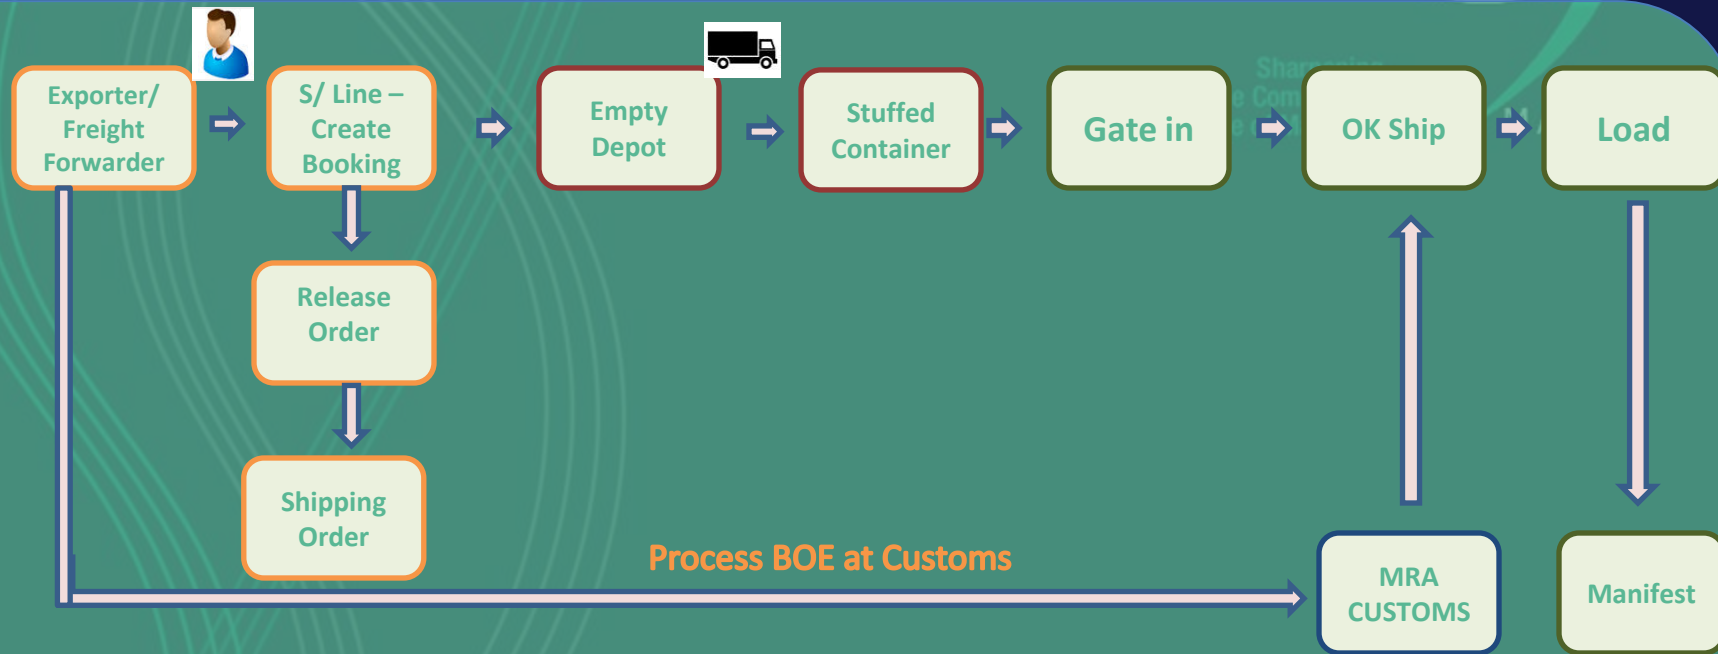 Exporter/
Freight
Forwarder
S/ Line –
Create
Booking
Empty
Depot
Stuffed
Container
Gate in
OK Ship
Load
Release
Order
Shipping
Order
Process BOE at Customs
MRA
CUSTOMS
Manifest